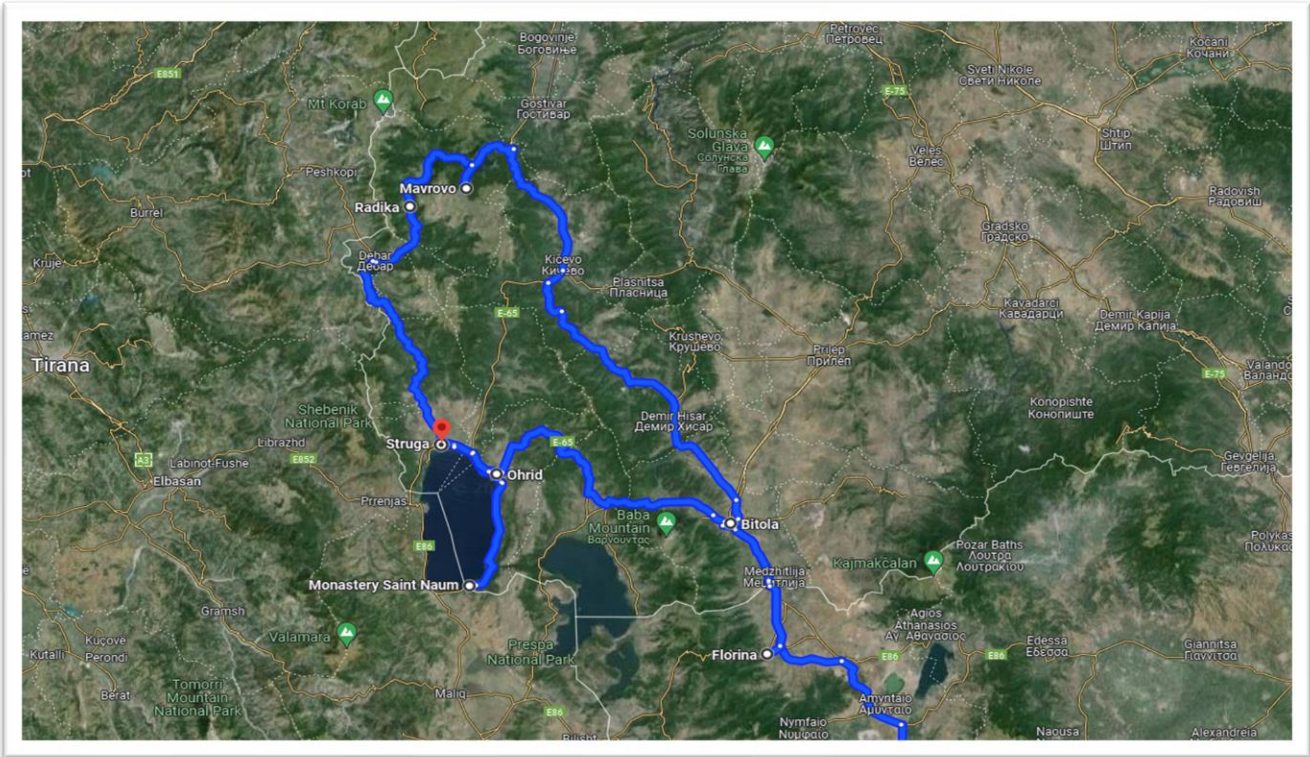 Bogovinje
Боговиње
Petrovec
Петровец
Kočani
Кочани
E851
Sveti Nikole
Свети Николе
Mt Korab
E-75
Gostivar
Гостивар
Solunska
Glava
Солунска
Глава
Shtip
Штип
Veles
Велес
Peshkopi
Mavrovo
Radika
Radovish
Радовиш
Burrel
Gradsko
Градско
Kruje
Debar
Дебар
Kičevo
Кичево
Plasnitsa
Пласница
Kavadarci
Кавадарци
Demir Kapija
Демир Капија
E-65
Krushevo
Крушево
Prilep
Прилеп
Tirana
E-75
Shebenik
National Park
Demir Hisar
Демир Хисар
Konopishte
Конопиште
Struga
Librazhd
E-65
A3
E852
Labinot-Fushe
Elbasan
Ohrid
Gevgelija
Гевгелија
Prrenjas
Baba
Mountain
Βαρνούντας
Bitola
E86
Kajmakčalan
Pozar Baths
Λουτρά
Λουτρακίου
Medzhitlija
Меџитлија
Monastery Saint Naum
Gramsh
Valamara
Agios
Athanasios
Αγ. Αθανάσιος
Kuçove
Kutalli
Perondi
Prespa
National Park
Florina
E86
E86
Edessa
Έδεσσα
Giannitsa
Γιαννιτσά
Berat
Tomorri
Mountain
National Park
Maliq
E86
Amyntaio
Αμύνταιο
Nymfaio
Νυμφαίο
Bilisht
Naousa
Alexandreia